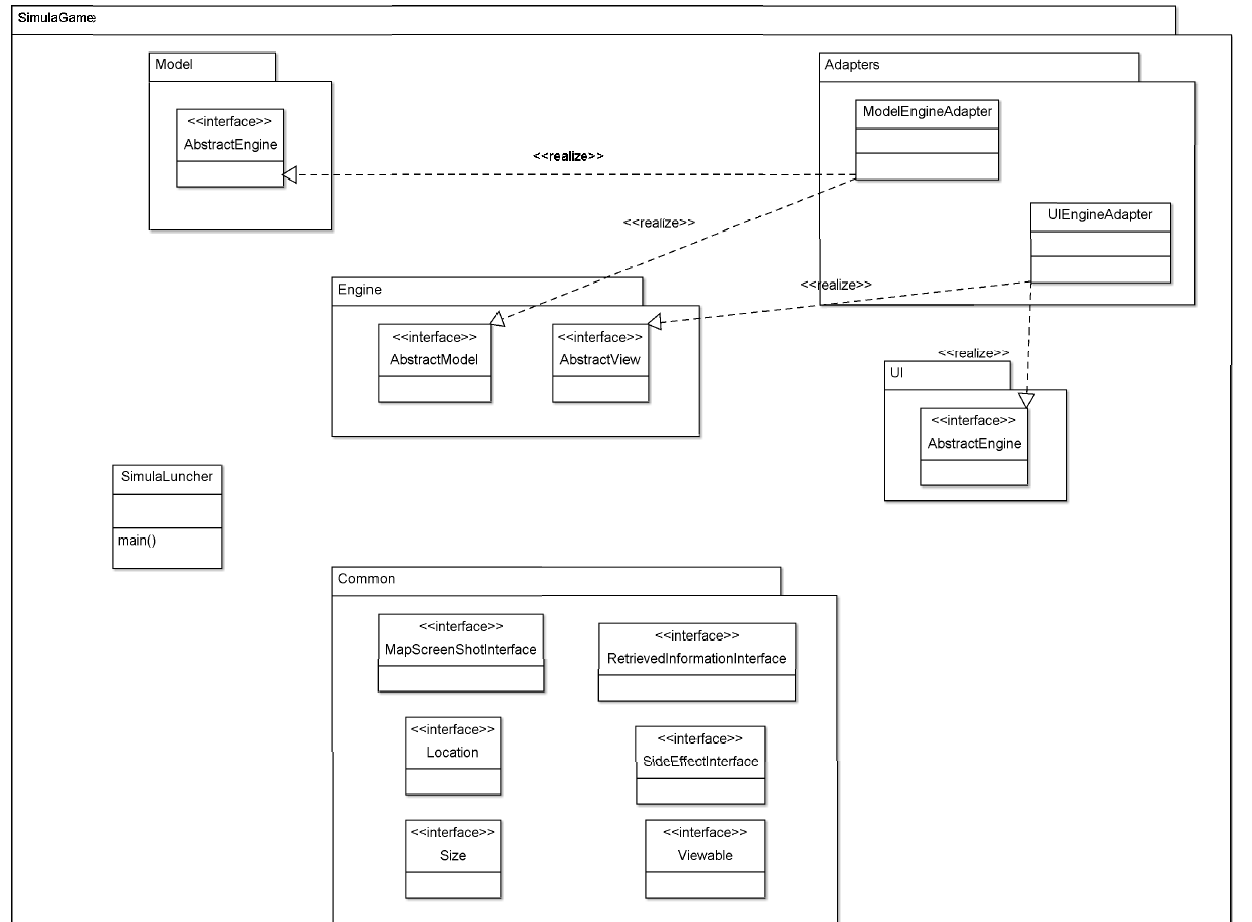 SimulaGame
Model
<<interface>>
AbstractEngine
Adapters
ModelEngineAdapter
<<realize>>
UIEngineAdapter
<<realize>>
<<realize>>
Engine
<<interface>>
AbstractModel
<<interface>>
AbstractView
<<realize>>
UI
<<interface>>
AbstractEngine
SimulaLuncher
main()
Common
<<interface>>
MapScreenShotInterface
<<interface>>
RetrievedInformationInterface
<<interface>>
Location
<<interface>>
SideEffectInterface
<<interface>>
Size
<<interface>>
Viewable